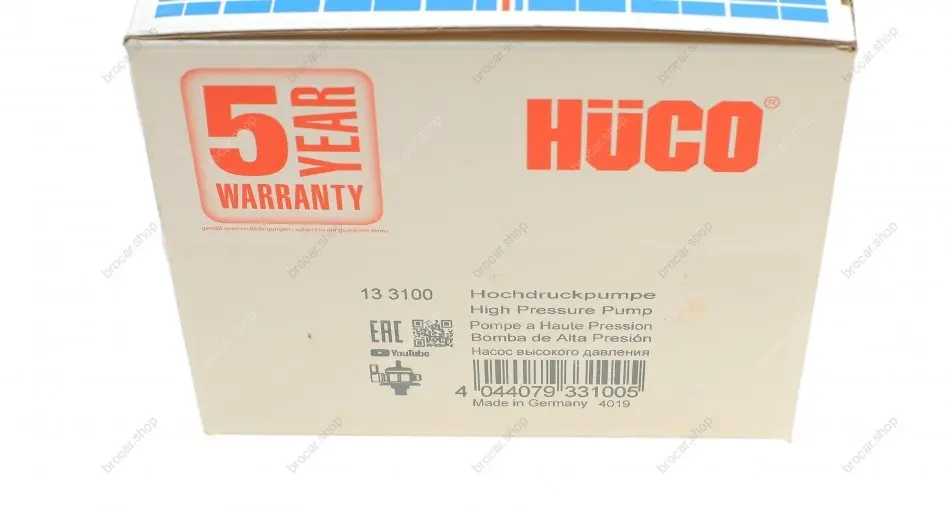 5 YEAR
WARRANTY
HÜCO®
13 3100
Hochdruckpumpe
High Pressure Pump
Pompe a Haute Pression
Bomba de Alta Presión
Насос высокого давления
EAC
YouTube
4 044079 331005
Made in Germany 4019
brocar.shop